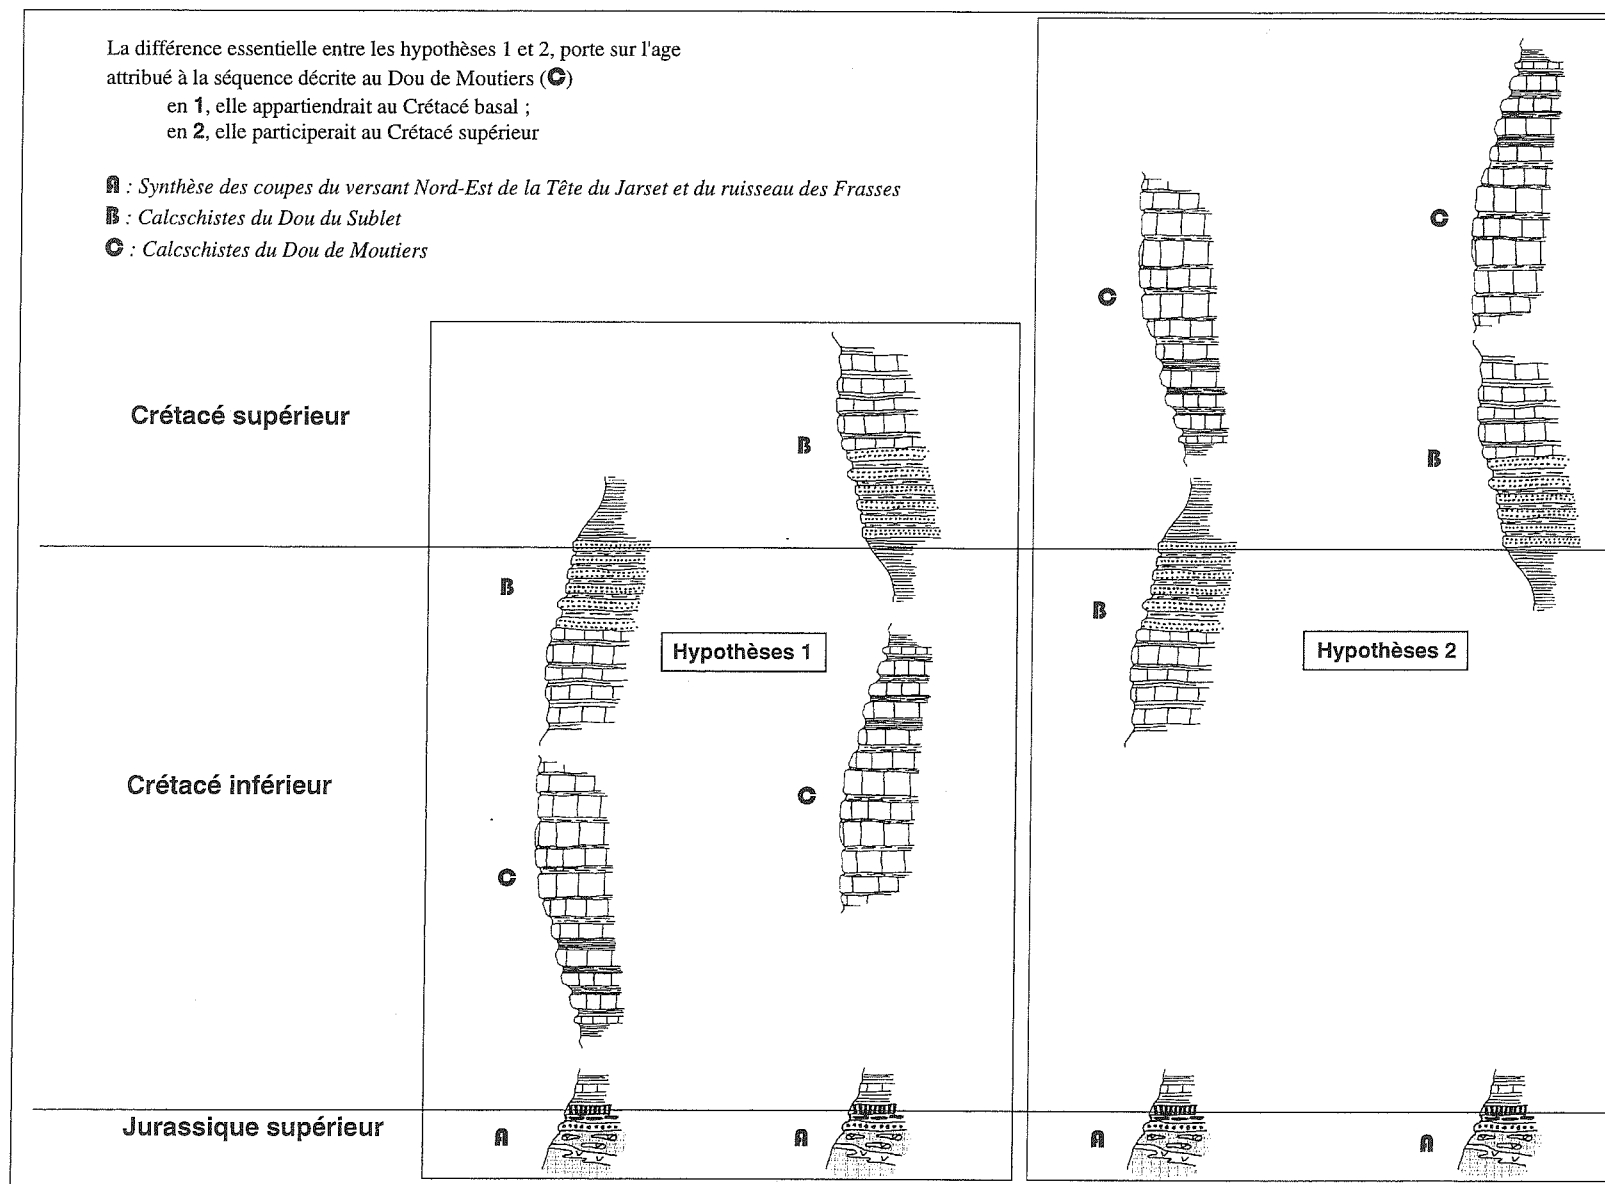 La différence essentielle entre les hypothèses 1 et 2, porte sur l'age
attribué à la séquence décrite au Dou de Moutiers (C)
en 1, elle appartiendrait au Crétacé basal ;
en 2, elle participerait au Crétacé supérieur
A : Synthèse des coupes du versant Nord-Est de la Tête du Jarset et du ruisseau des Frasses
B : Calcschistes du Dou du Sublet
C : Calcschistes du Dou de Moutiers
C
C
Crétacé supérieur
B
B
B
B
Hypothèses 1
Hypothèses 2
Crétacé inférieur
C
C
Jurassique supérieur
A
A
A
A